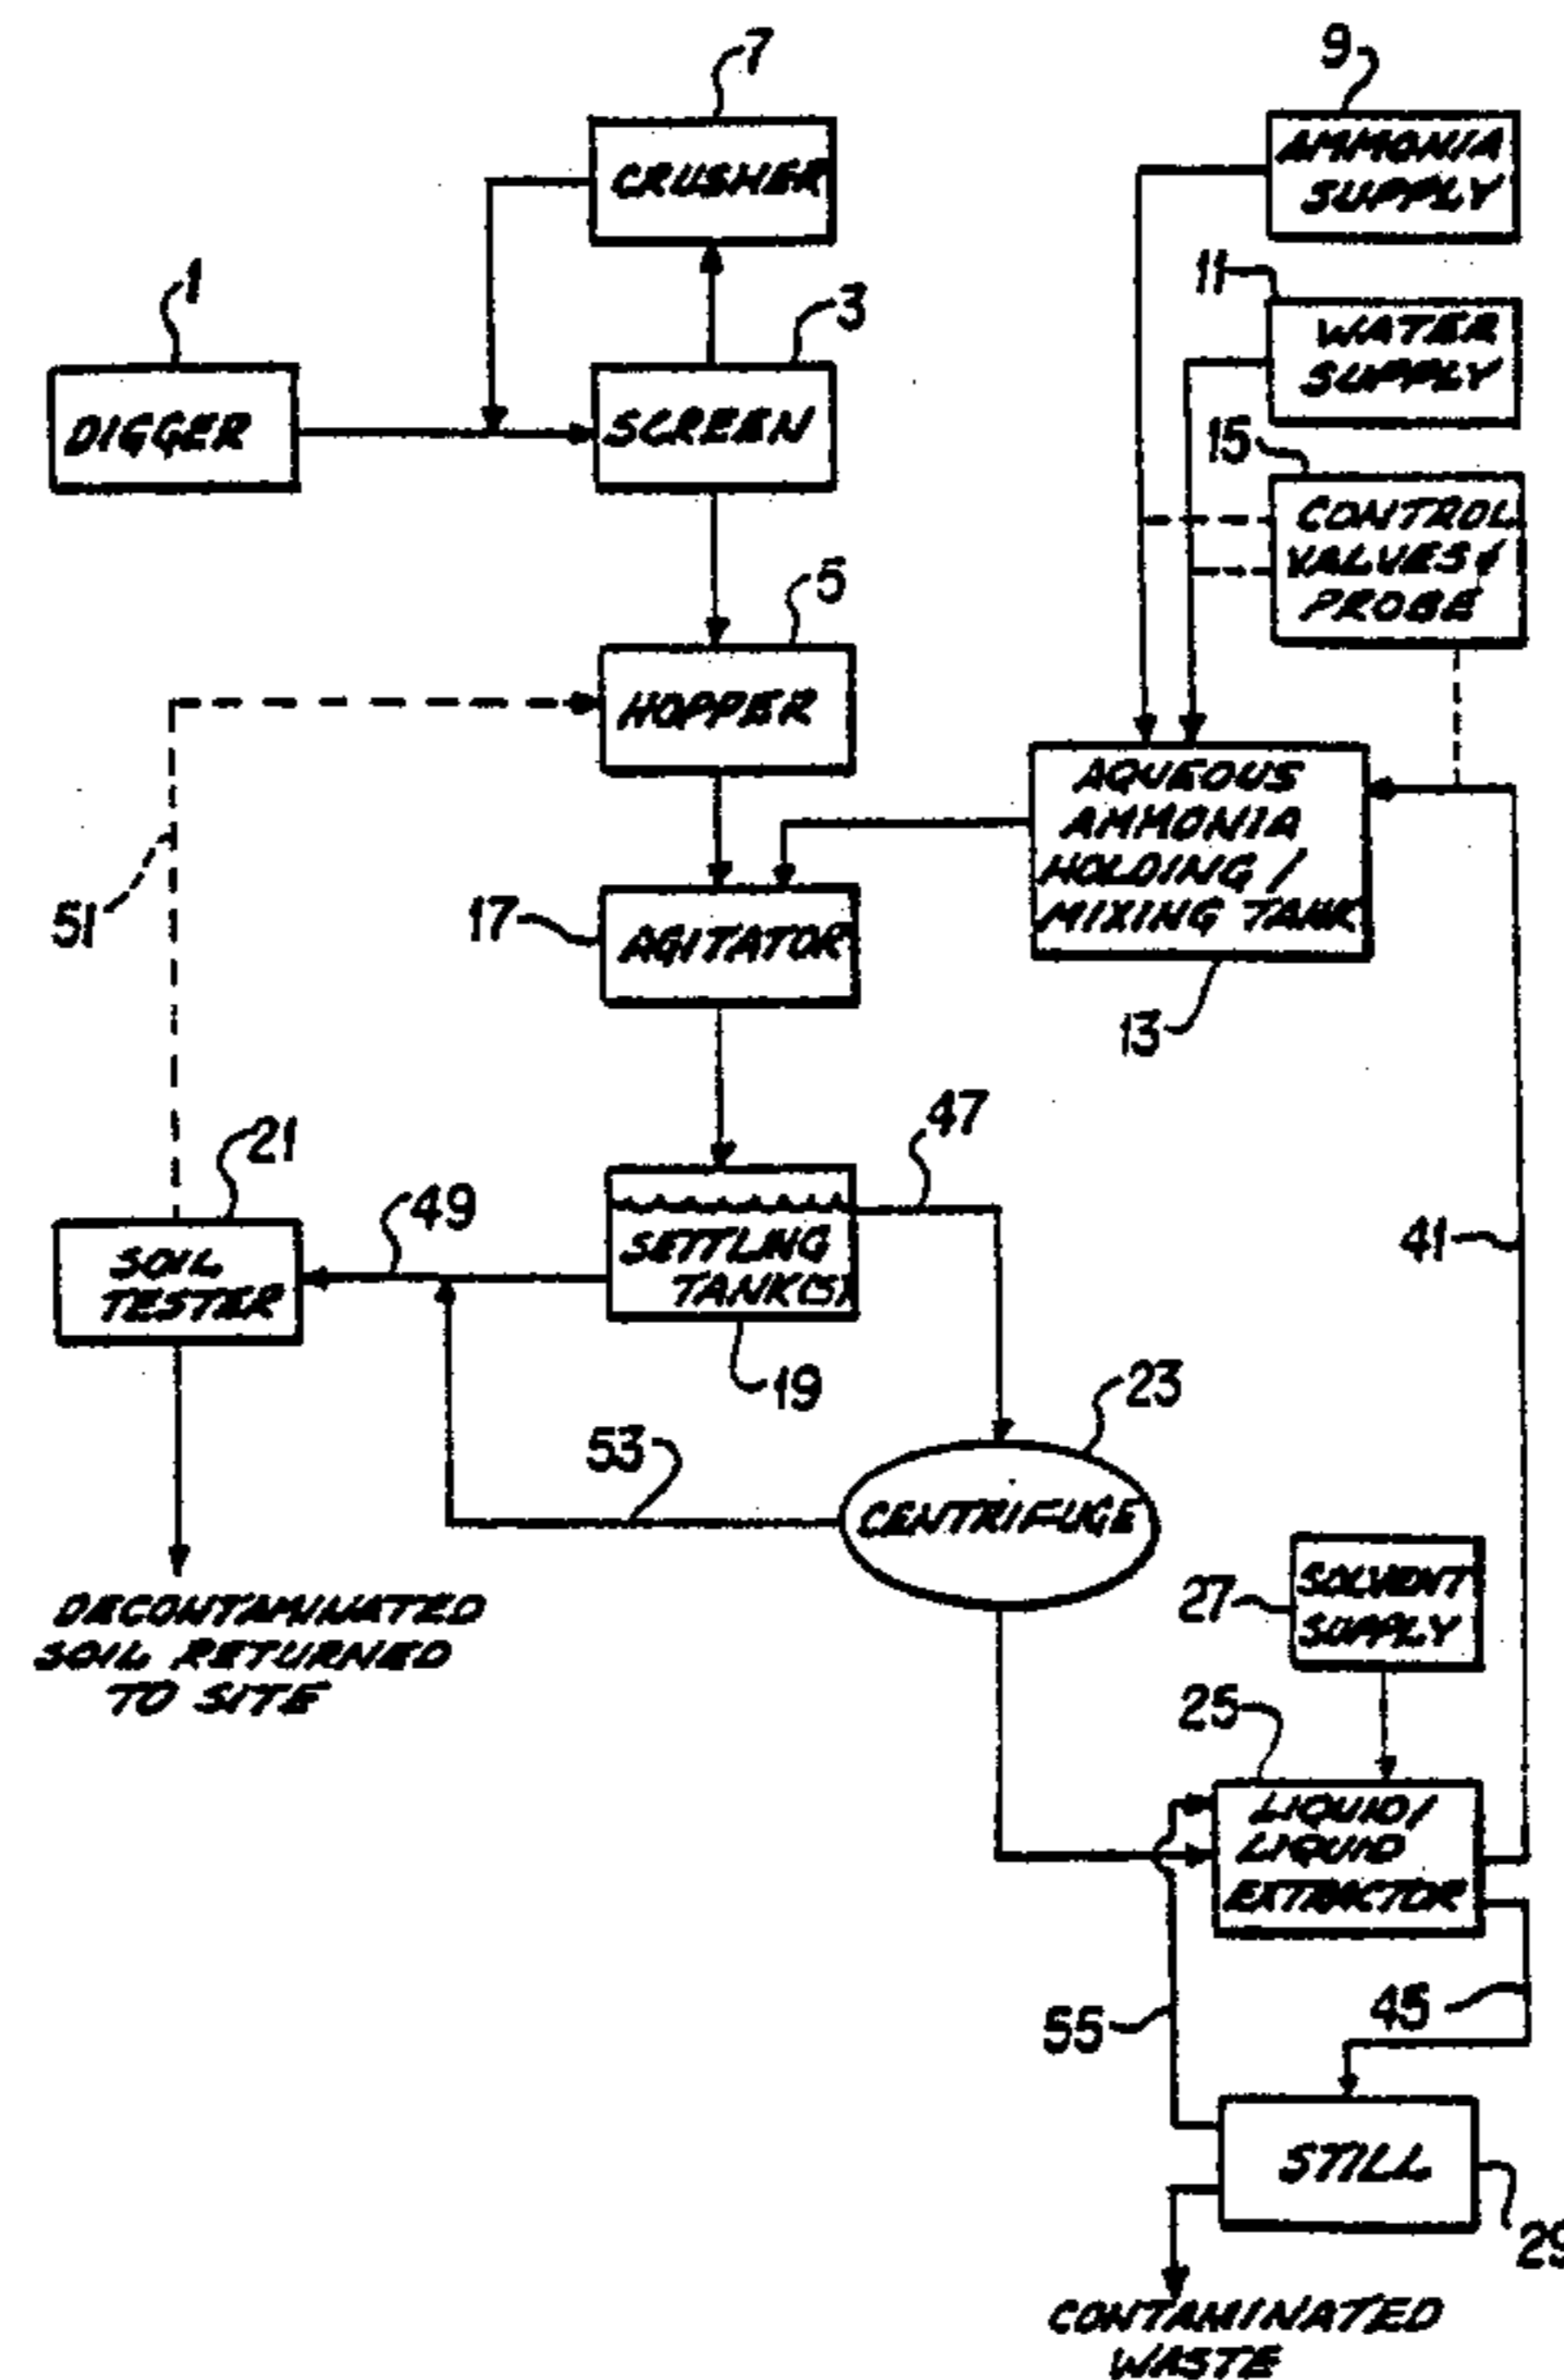 7
CRUSHER
9
AMMONIA
SUPPLY
11
WATER
SUPPLY
1
DIGGER
3
SCREEN
15
CONTROL
VALVES &
PROBE
5
HOPPER
AQUEOUS
AMMONIA
HOLDING /
MIXING TANK
13
51
17
AGITATOR
21
SOIL
TESTER
49
47
SETTLING
TANK(S)
19
41
53
23
CENTRIFUGE
DECONTAMINATED
SOIL RETURNED
TO SITE
27
SOLVENT
SUPPLY
25
LIQUID/
LIQUID
EXTRACTOR
55
45
STILL
29
CONTAMINATED
WASTE